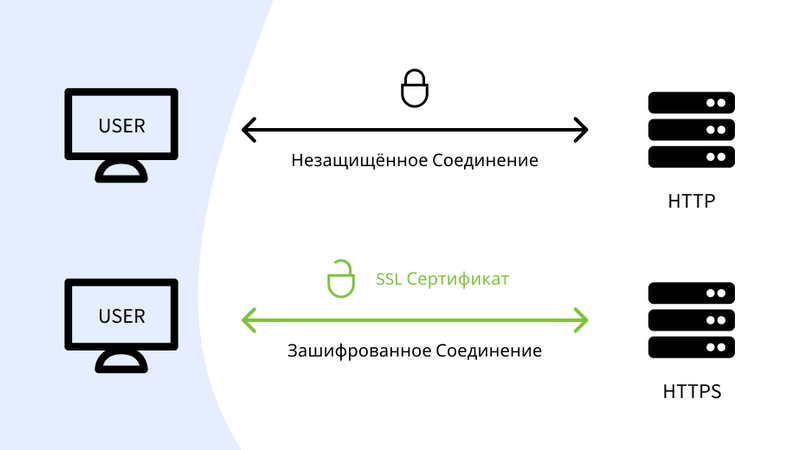 USER
Незащищённое Соединение
HTTP
SSL Сертификат
USER
Зашифрованное Соединение
HTTPS